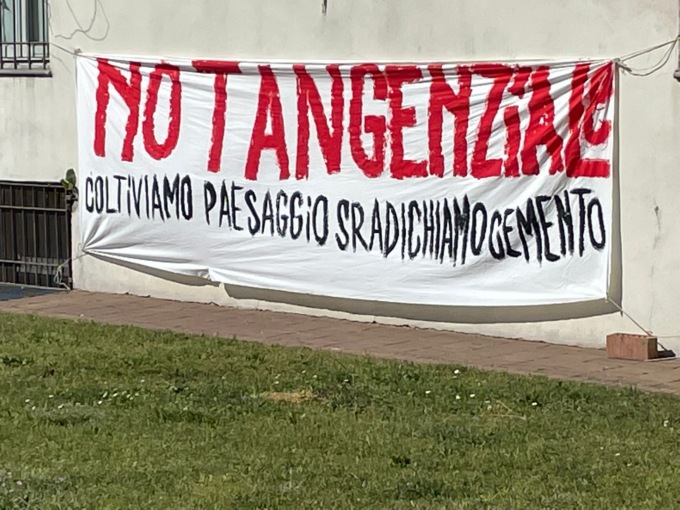 NO TANGENZIALE
COLTIVIAMO PAESAGGIO SRADICHIAMO CEMENTO